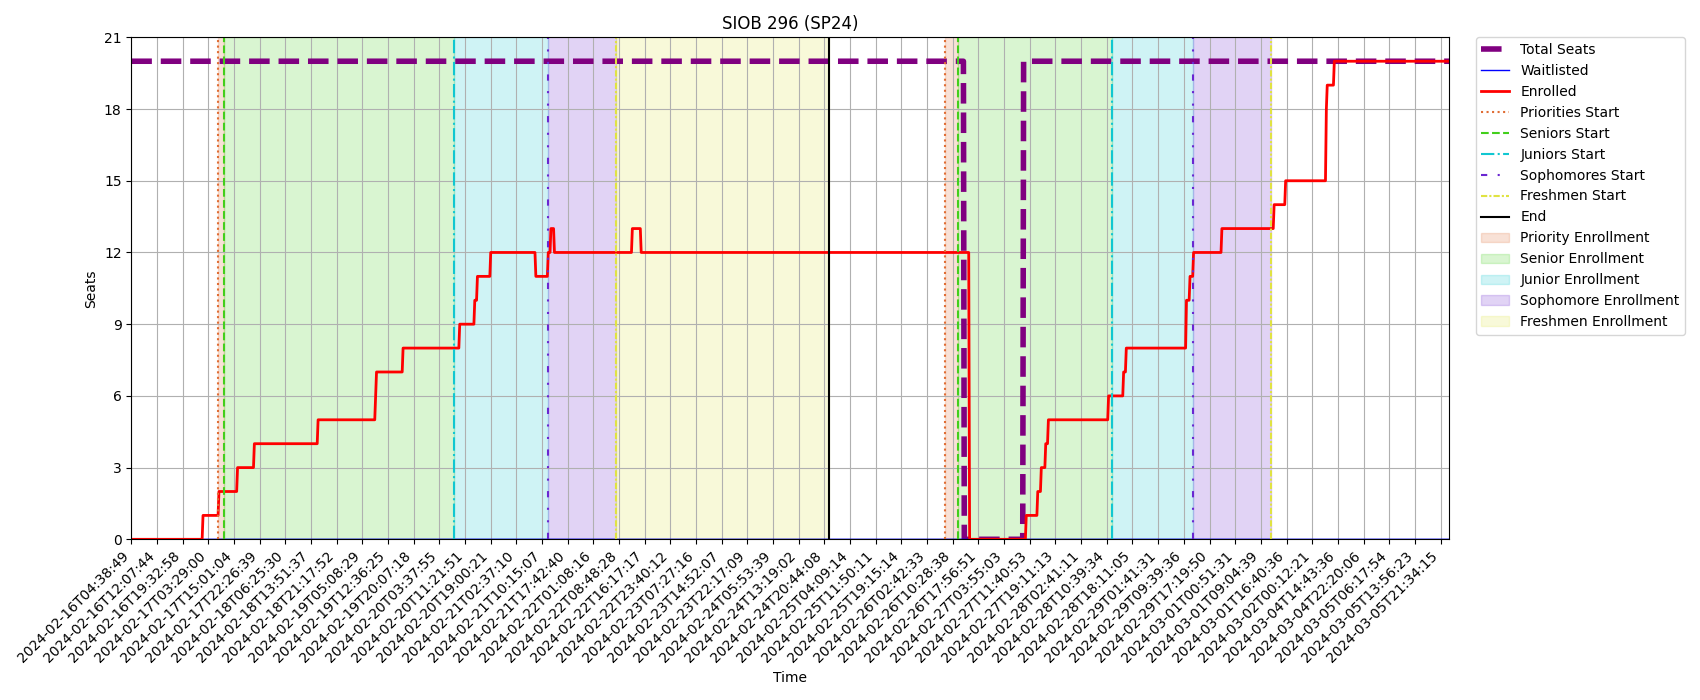 SIOB 296 (SP24)
21
18
15
12
9
6
3
0
Seats
2024-02-16T04:38:49
2024-02-16T12:07:44
2024-02-16T19:32:58
2024-02-17T03:29:00
2024-02-17T15:01:04
2024-02-17T22:26:39
2024-02-18T06:25:30
2024-02-18T13:51:37
2024-02-18T21:17:52
2024-02-19T05:08:29
2024-02-19T12:36:25
2024-02-19T20:07:18
2024-02-20T03:37:55
2024-02-20T11:21:51
2024-02-20T19:00:21
2024-02-21T02:37:10
2024-02-21T10:15:07
2024-02-21T17:42:40
2024-02-22T01:08:16
2024-02-22T08:48:28
2024-02-22T16:17:17
2024-02-22T23:40:12
2024-02-23T07:27:16
2024-02-23T14:52:07
2024-02-23T22:17:09
2024-02-24T05:53:39
2024-02-24T13:19:02
2024-02-24T20:44:08
2024-02-25T04:09:14
2024-02-25T11:50:11
2024-02-25T19:15:14
2024-02-26T02:42:33
2024-02-26T10:28:38
2024-02-26T17:56:51
2024-02-27T03:55:03
2024-02-27T11:40:53
2024-02-27T19:11:13
2024-02-28T02:41:11
2024-02-28T10:39:34
2024-02-28T18:11:05
2024-02-29T01:41:31
2024-02-29T09:39:36
2024-02-29T17:19:50
2024-03-01T00:51:31
2024-03-01T09:04:39
2024-03-01T16:40:36
2024-03-02T00:12:21
2024-03-04T14:43:36
2024-03-04T22:20:06
2024-03-05T06:17:54
2024-03-05T13:56:23
2024-03-05T21:34:15
Time
Total Seats
Waitlisted
Enrolled
Priorities Start
Seniors Start
Juniors Start
Sophomores Start
Freshmen Start
End
Priority Enrollment
Senior Enrollment
Junior Enrollment
Sophomore Enrollment
Freshmen Enrollment